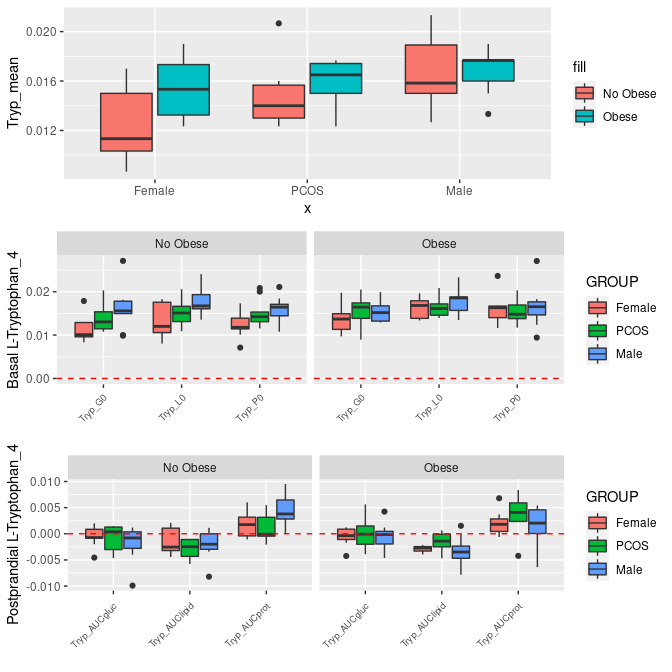 Tryp_mean
0.020
0.016
0.012
Female PCOS Male
x
fill
No Obese
Obese
Basal L-Tryptophan_4
No Obese Obese
0.02
0.01
0.00
Tryp_G0 Tryp_L0 Tryp_P0 Tryp_G0 Tryp_L0 Tryp_P0
GROUP
Female
PCOS
Male
Postprandial L-Tryptophan_4
No Obese Obese
0.010
0.005
0.000
-0.005
-0.010
Tryp_AUCgluc Tryp_AUClipid Tryp_AUCprot Tryp_AUCgluc Tryp_AUClipid Tryp_AUCprot
GROUP
Female
PCOS
Male